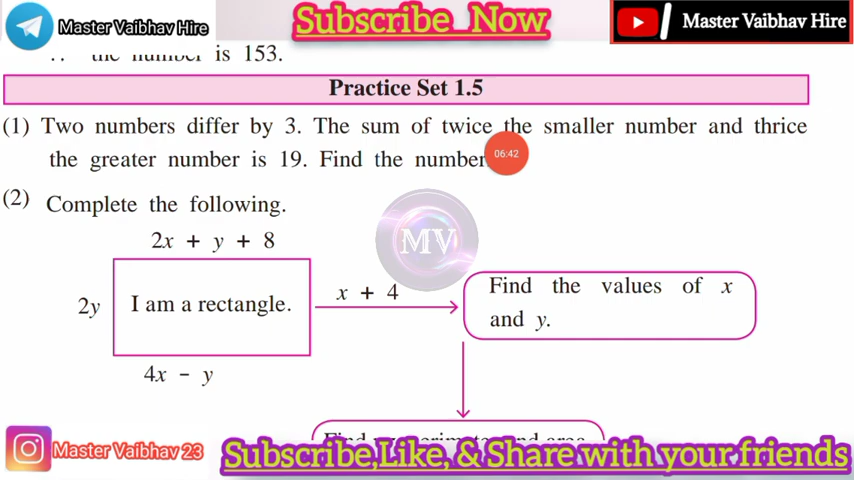 Master Vaibhav Hire
Subscribe Now
Master Vaibhav Hire
∴ the number is 153.
Practice Set 1.5
(1) Two numbers differ by 3. The sum of twice the smaller number and thrice
the greater number is 19. Find the number
06:42
(2) Complete the following.
MV
2x + y + 8
2y
I am a rectangle.
x + 4
4x - y
Find the values of x
and y.
Find
area
Master Vaibhav 23
Subscribe,Like, & Share with your friends